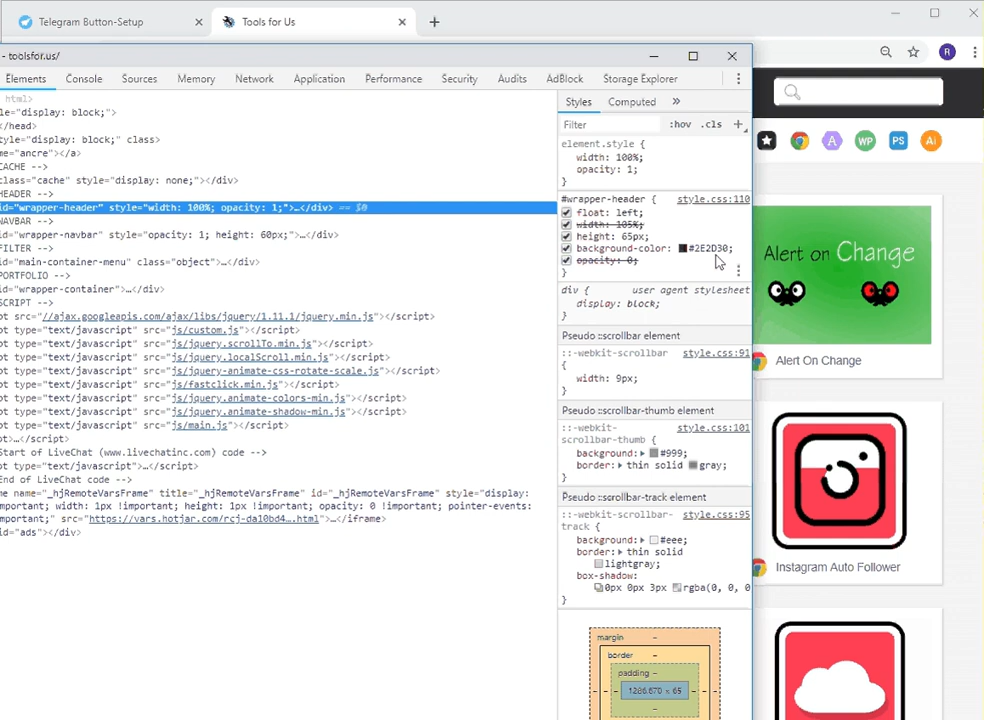 Telegram Button-Setup
Tools for Us
- toolsfor.us/
Elements Console Sources Memory Network Application Performance Security Audits AdBlock Storage Explorer
R
html>
le="display: block;">
/head>
tyle="display: block;" class>
me="ancre"></a>
CACHE -->
class="cache" style="display: none;"></div>
HEADER -->
id="wrapper-header" style="width: 100%; opacity: 1;">…</div> == $0
NAVBAR -->
id="wrapper-navbar" style="opacity: 1; height: 60px;">…</div>
FILTER -->
id="main-container-menu" class="object">…</div>
PORTFOLIO -->
id="wrapper-container">…</div>
SCRIPT -->
pt src="//ajax.googleapis.com/ajax/libs/jquery/1.11.1/jquery.min.js"></script>
pt type="text/javascript" src="js/custom.js"></script>
pt type="text/javascript" src="js/jquery.scrollTo.min.js"></script>
pt type="text/javascript" src="js/jquery.localScroll.min.js"></script>
pt type="text/javascript" src="js/jquery-animate-css-rotate-scale.js"></script>
pt type="text/javascript" src="js/fastclick.min.js"></script>
pt type="text/javascript" src="js/jquery.animate-colors-min.js"></script>
pt type="text/javascript" src="js/jquery.animate-shadow-min.js"></script>
pt type="text/javascript" src="js/main.js"></script>
pt>…</script>
Start of LiveChat (www.livechatinc.com) code -->
pt type="text/javascript">…</script>
End of LiveChat code -->
me name="_hjRemoteVarsFrame" title="_hjRemoteVarsFrame" id="_hjRemoteVarsFrame" style="display:
mportant; width: 1px !important; height: 1px !important; opacity: 0 !important; pointer-events:
mportant;" src="https://vars.hotjar.com/rcj-da10bd4….html">…</iframe>
id="ads"></div>
Styles Computed »
Filter :hov .cls +
element.style {
width: 100%;
opacity: 1;
}
#wrapper-header { style.css:110
float: left;
width: 105%;
height: 65px;
background-color: #2E2D30;
opacity: 0;
}
div { user agent stylesheet
display: block;
}
Pseudo ::scrollbar element
::-webkit-scrollbar style.css:91
{
width: 9px;
}
Pseudo ::scrollbar-thumb element
::-webkit- style.css:101
scrollbar-thumb {
background: #999;
border: thin solid gray;
}
Pseudo ::scrollbar-track element
::-webkit-scrollbar- style.css:95
track {
background: #eee;
border: thin solid
lightgray;
box-shadow:
0px 0px 3px rgba(0, 0, 0
}
margin -
border -
padding -
- - - 1286.670 × 65 - - -
-
A WP PS Ai
Alert on Change
Alert On Change
Instagram Auto Follower